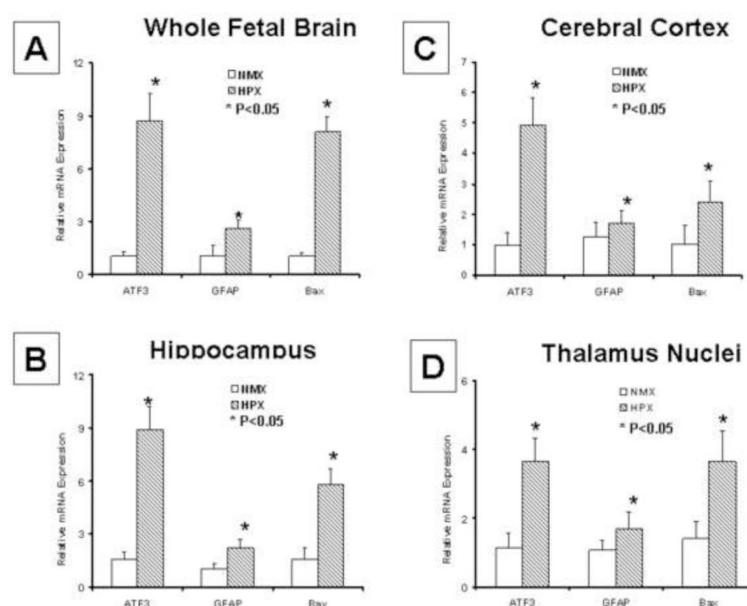 A
Whole Fetal Brain
12
9
6
3
0
Relative mRNA Expression
NMX
HPX
* P<0.05
*
*
*
ATF3 GFAP Bax
C
Cerebral Cortex
7
6
5
4
3
2
1
0
Relative mRNA Expression
NMX
HPX
* P<0.05
*
*
*
ATF3 GFAP Bax
B
Hippocampus
12
9
6
3
0
Relative mRNA Expression
NMX
HPX
* P<0.05
*
*
*
ATF3 GFAP Bax
D
Thalamus Nuclei
6
4
2
0
Relative mRNA Expression
NMX
HPX
* P<0.05
*
*
*
ATF3 GFAP Bax